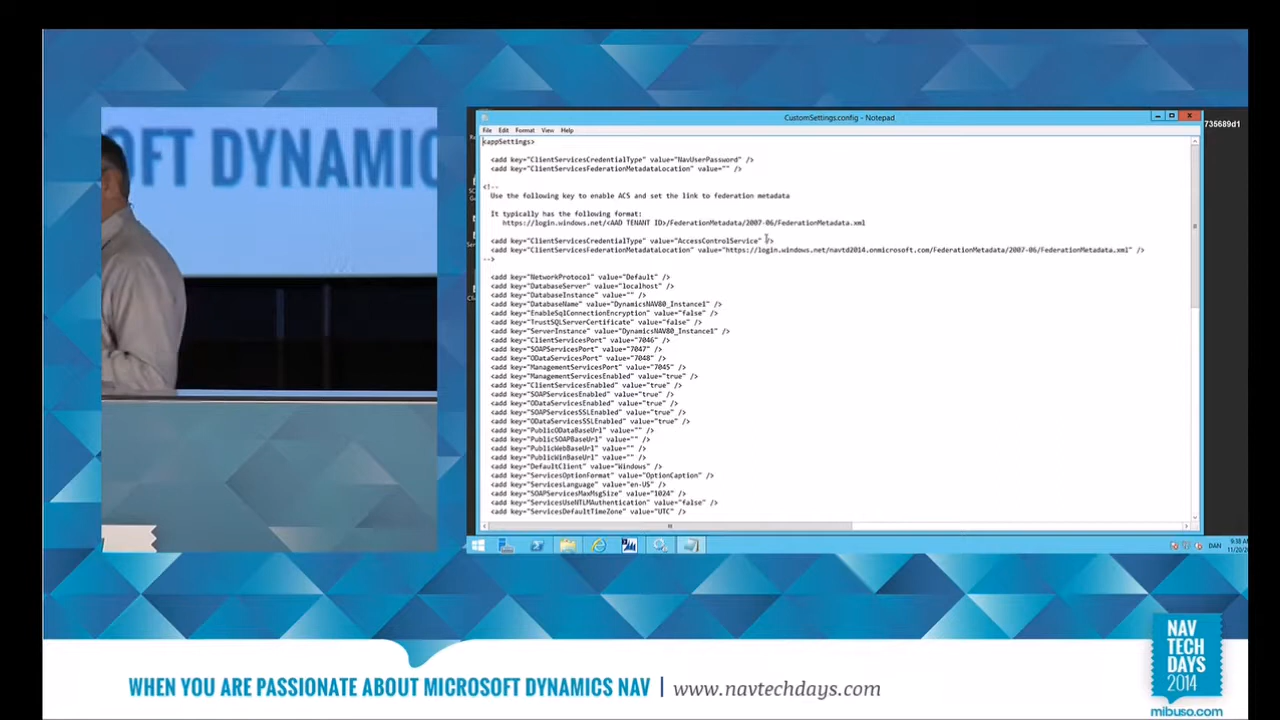 SOFT DYNAMIC
CustomSettings.config - Notepad
File Edit Format View Help
<appSettings>
<add key="ClientServicesCredentialType" value="NavUserPassword" />
<add key="ClientServicesFederationMetadataLocation" value="" />
<!--
Use the following key to enable ACS and set the link to federation metadata
It typically has the following format:
https://login.windows.net/<AAD TENANT ID>/FederationMetadata/2007-06/FederationMetadata.xml
<add key="ClientServicesCredentialType" value="AccessControlService" />
<add key="ClientServicesFederationMetadataLocation" value="https://login.windows.net/navtd2014.onmicrosoft.com/FederationMetadata/2007-06/FederationMetadata.xml" />
-->
<add key="NetworkProtocol" value="Default" />
<add key="DatabaseServer" value="localhost" />
<add key="DatabaseInstance" value="" />
<add key="DatabaseName" value="DynamicsNAV80_Instance1" />
<add key="EnableSqlConnectionEncryption" value="false" />
<add key="TrustSQLServerCertificate" value="false" />
<add key="ServerInstance" value="DynamicsNAV80_Instance1" />
<add key="ClientServicesPort" value="7046" />
<add key="SOAPServicesPort" value="7047" />
<add key="ODataServicesPort" value="7048" />
<add key="ManagementServicesPort" value="7045" />
<add key="ManagementServicesEnabled" value="true" />
<add key="ClientServicesEnabled" value="true" />
<add key="SOAPServicesEnabled" value="true" />
<add key="ODataServicesEnabled" value="true" />
<add key="SOAPServicesSSLEnabled" value="true" />
<add key="ODataServicesSSLEnabled" value="true" />
<add key="PublicODataBaseUrl" value="" />
<add key="PublicSOAPBaseUrl" value="" />
<add key="PublicWebBaseUrl" value="" />
<add key="PublicWinBaseUrl" value="" />
<add key="DefaultClient" value="Windows" />
<add key="ServicesOptionFormat" value="OptionCaption" />
<add key="ServicesLanguage" value="en-US" />
<add key="SOAPServicesMaxMsgSize" value="1024" />
<add key="ServicesUseNTLMAuthentication" value="false" />
<add key="ServicesDefaultTimeZone" value="UTC" />
735689d1
DAN
WHEN YOU ARE PASSIONATE ABOUT MICROSOFT DYNAMICS NAV | www.navtechdays.com
NAV
TECH
DAYS
2014
mibuso.com